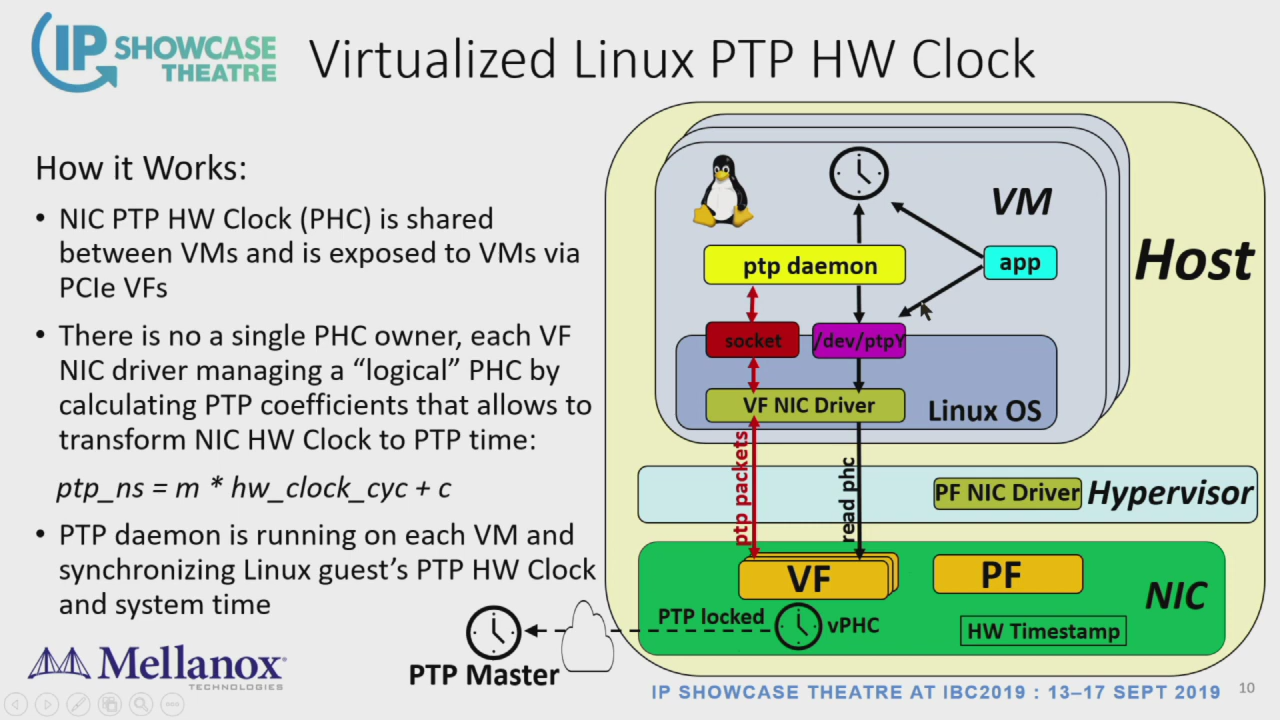 IP SHOWCASE
THEATRE
Virtualized Linux PTP HW Clock
How it Works:
• NIC PTP HW Clock (PHC) is shared
between VMs and is exposed to VMs via
PCIe VFs
• There is no a single PHC owner, each VF
NIC driver managing a “logical” PHC by
calculating PTP coefficients that allows to
transform NIC HW Clock to PTP time:
ptp_ns = m * hw_clock_cyc + c
• PTP daemon is running on each VM and
synchronizing Linux guest’s PTP HW Clock
and system time
VM
Host
ptp daemon
app
socket
/dev/ptpY
VF NIC Driver
Linux OS
ptp packets
read phc
PF NIC Driver
Hypervisor
VF
PF
NIC
PTP locked
vPHC
HW Timestamp
PTP Master
Mellanox
TECHNOLOGIES
IP SHOWCASE THEATRE AT IBC2019 : 13–17 SEPT 2019
10